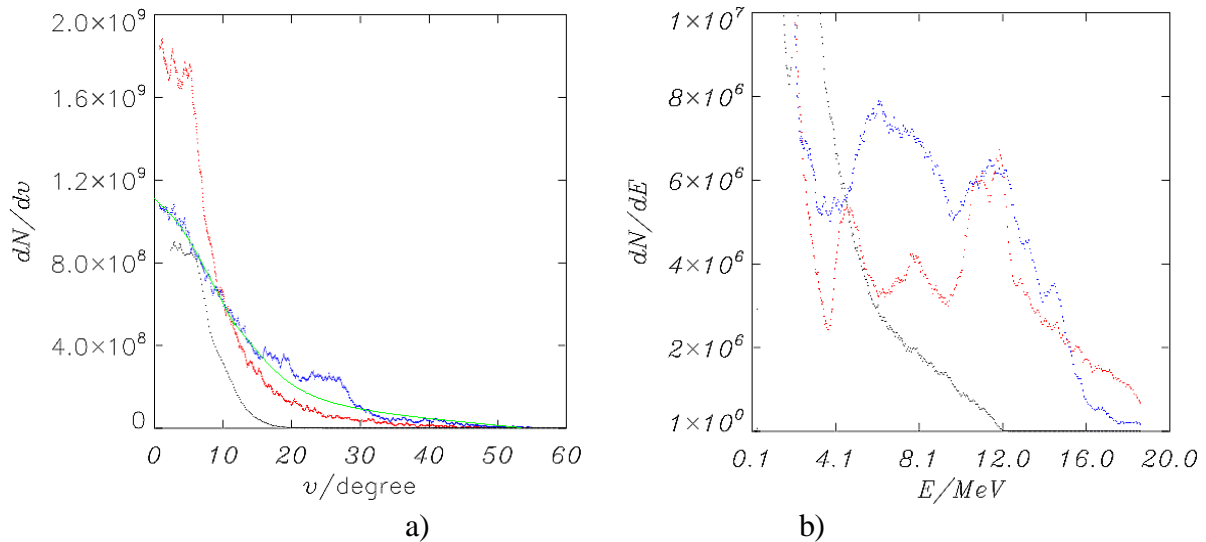 2.0×10⁹
1.6×10⁹
1.2×10⁹
8.0×10⁸
4.0×10⁸
0
dN/dv
0 10 20 30 40 50 60
v/degree
a)
1×10⁷
8×10⁶
6×10⁶
4×10⁶
2×10⁶
1×10⁰
dN/dE
0.1 4.1 8.1 12.0 16.0 20.0
E/MeV
b)